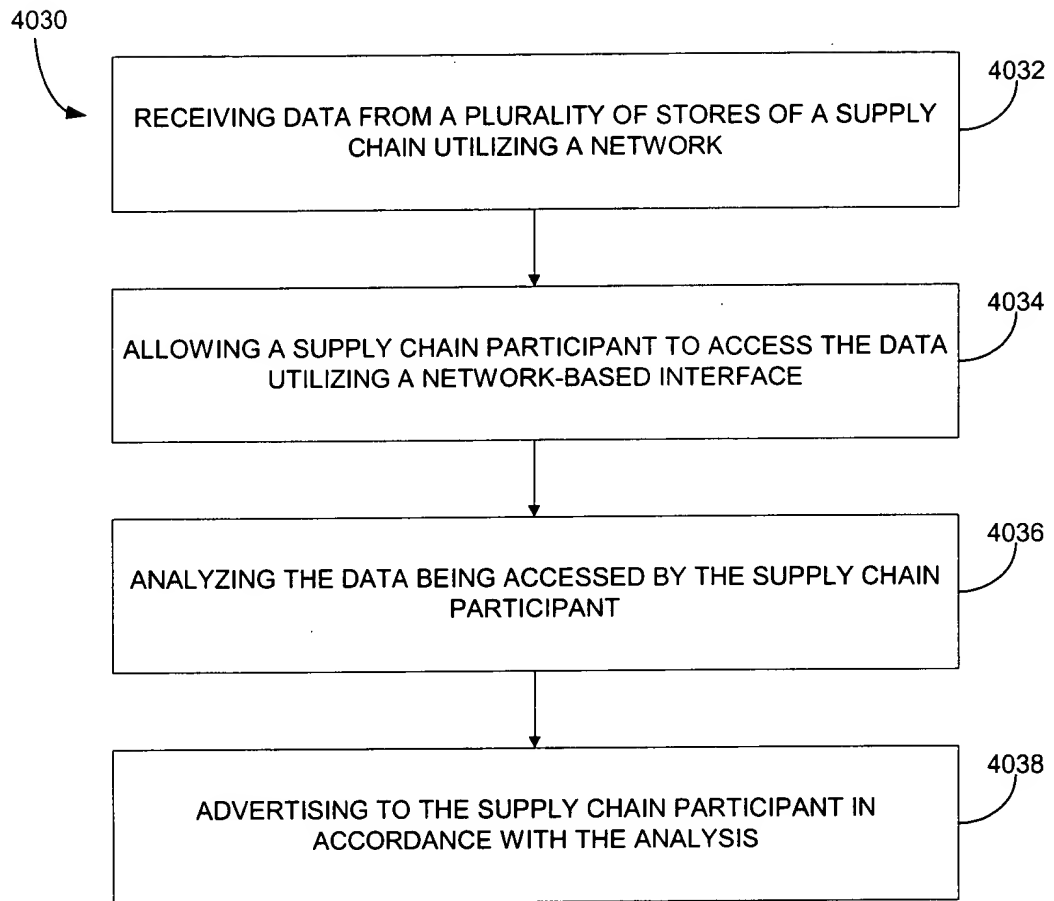 4030
4032
RECEIVING DATA FROM A PLURALITY OF STORES OF A SUPPLY
CHAIN UTILIZING A NETWORK
4034
ALLOWING A SUPPLY CHAIN PARTICIPANT TO ACCESS THE DATA
UTILIZING A NETWORK-BASED INTERFACE
4036
ANALYZING THE DATA BEING ACCESSED BY THE SUPPLY CHAIN
PARTICIPANT
4038
ADVERTISING TO THE SUPPLY CHAIN PARTICIPANT IN
ACCORDANCE WITH THE ANALYSIS